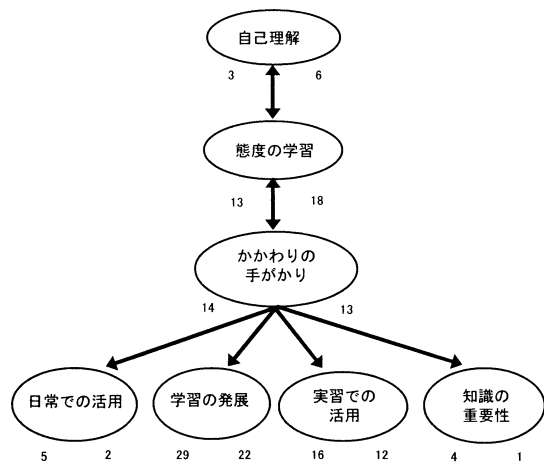 自己理解
3 6
態度の学習
13 18
かかわりの
手がかり
14 13
日常での活用
学習の発展
実習での
活用
知識の
重要性
5 2 29 22 16 12 4 1